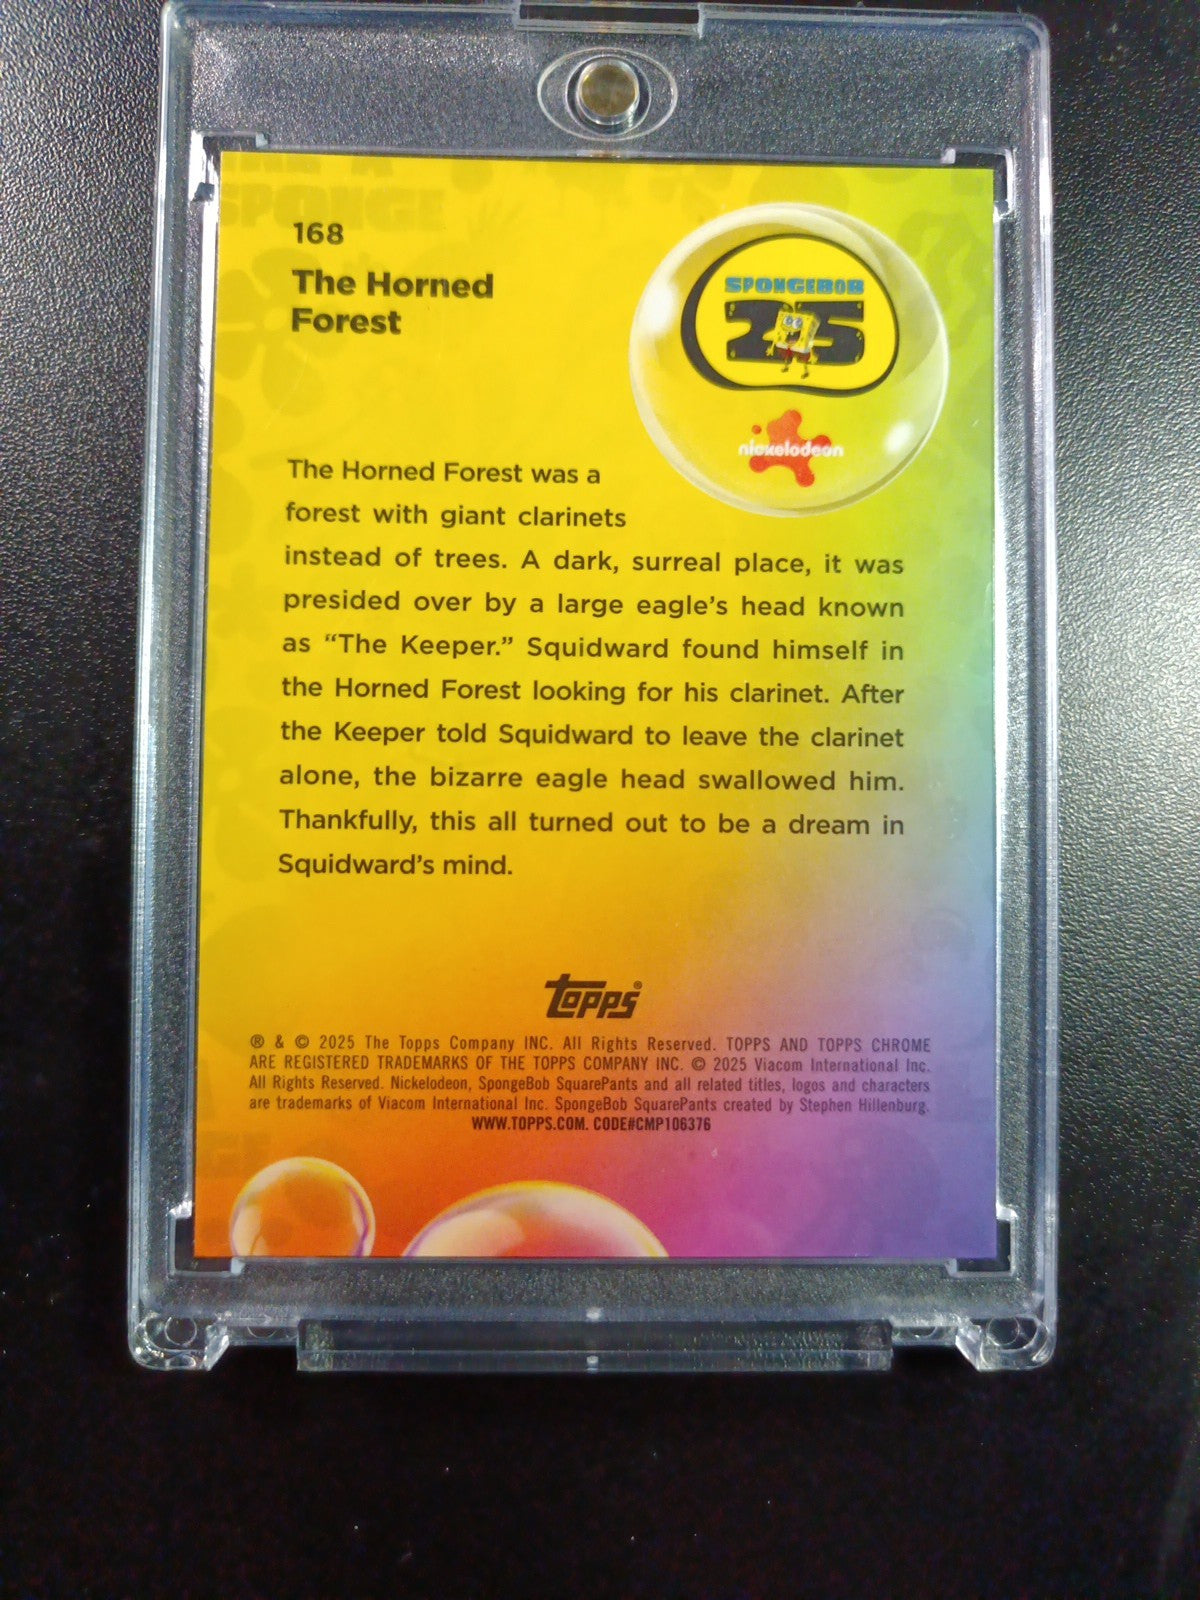 168
The Horned
Forest
SPONGEBOB
25
nickelodeon
The Horned Forest was a
forest with giant clarinets
instead of trees. A dark, surreal place, it was
presided over by a large eagle's head known
as “The Keeper.” Squidward found himself in
the Horned Forest looking for his clarinet. After
the Keeper told Squidward to leave the clarinet
alone, the bizarre eagle head swallowed him.
Thankfully, this all turned out to be a dream in
Squidward's mind.
topps®
® & © 2025 The Topps Company INC. All Rights Reserved. TOPPS AND TOPPS CHROME
ARE REGISTERED TRADEMARKS OF THE TOPPS COMPANY INC. © 2025 Viacom International Inc.
All Rights Reserved. Nickelodeon, SpongeBob SquarePants and all related titles, logos and characters
are trademarks of Viacom International Inc. SpongeBob SquarePants created by Stephen Hillenburg.
WWW.TOPPS.COM. CODE#CMP106376